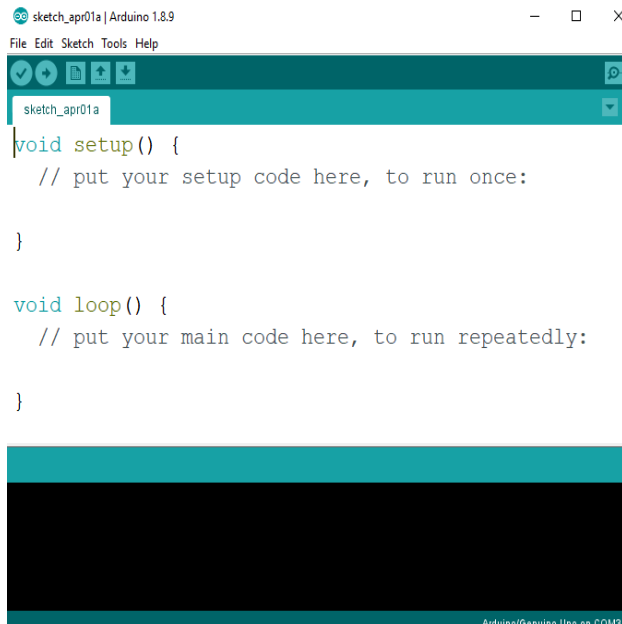 sketch_apr01a | Arduino 1.8.9
File Edit Sketch Tools Help
sketch_apr01a
void setup() {
  // put your setup code here, to run once:
}
void loop() {
  // put your main code here, to run repeatedly:
}
Arduino/Genuino Uno on COM3